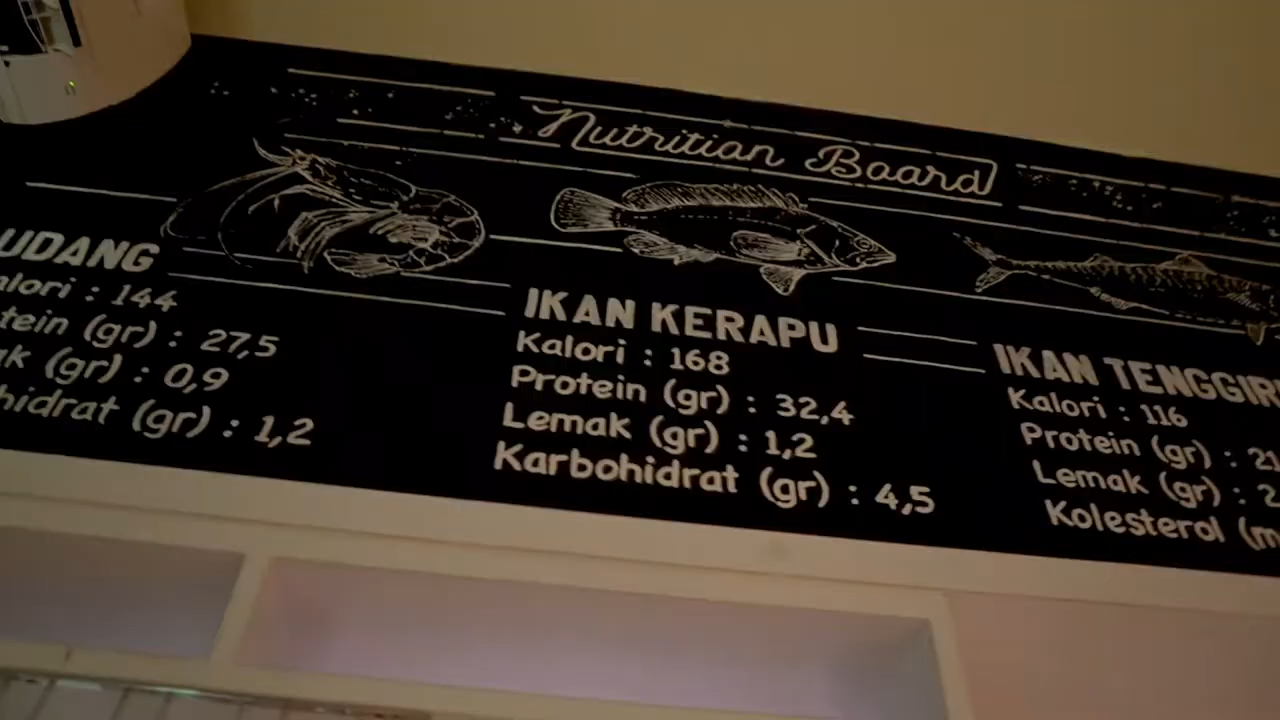 Nutritian Board
UDANG
alori : 144
tein (gr) : 27,5
ak (gr) : 0,9
hidrat (gr) : 1,2
IKAN KERAPU
Kalori : 168
Protein (gr) : 32,4
Lemak (gr) : 1,2
Karbohidrat (gr) : 4,5
IKAN TENGGIR
Kalori : 116
Protein (gr) : 21
Lemak (gr) : 2
Kolesterol (m